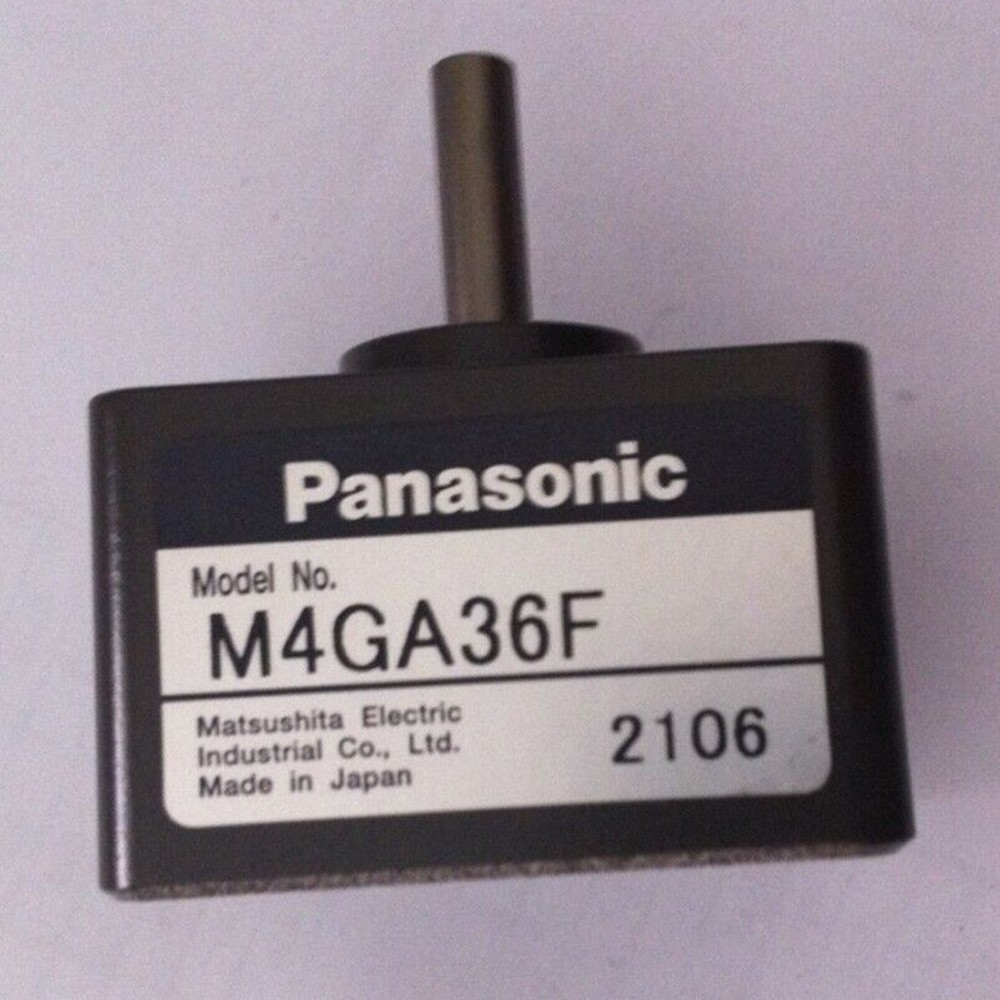 Panasonic
Model No.
M4GA36F
Matsushita Electric
Industrial Co., Ltd.
Made in Japan
2106